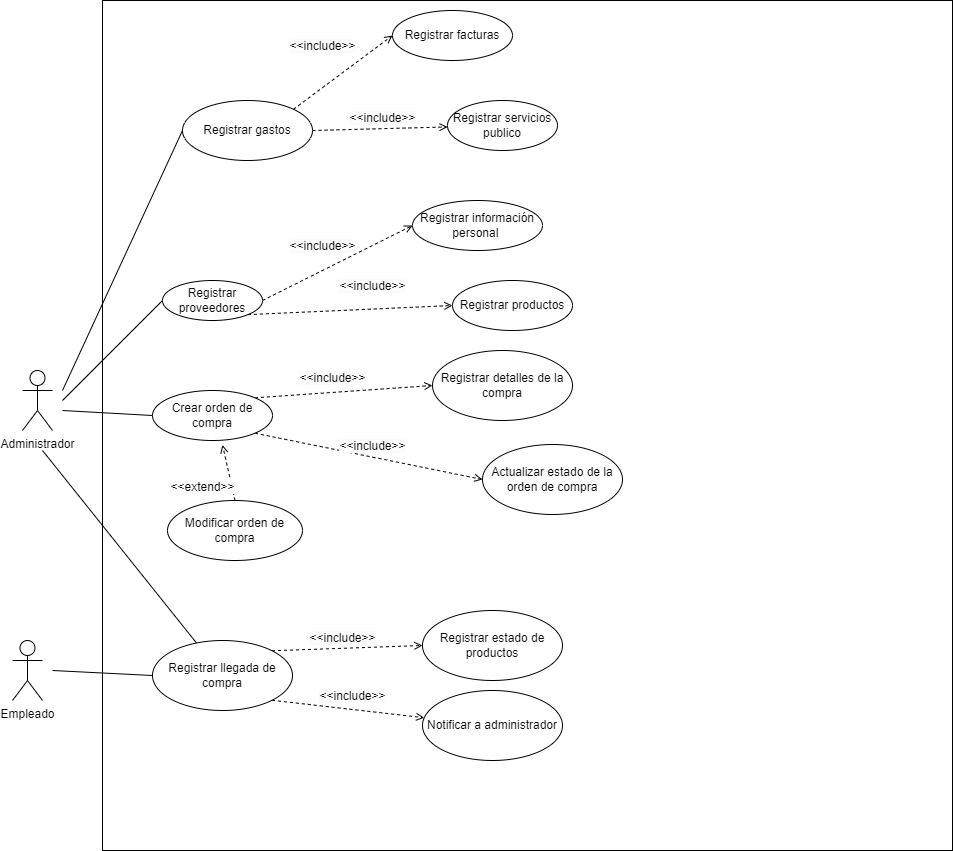 <<include>>
Registrar facturas
Registrar gastos
<<include>>
Registrar servicios
publico
Registrar información
personal
<<include>>
Registrar
proveedores
<<include>>
Registrar productos
Administrador
Crear orden de
compra
<<include>>
Registrar detalles de la
compra
<<include>>
Actualizar estado de la
orden de compra
<<extend>>
Modificar orden de
compra
Empleado
Registrar llegada de
compra
<<include>>
Registrar estado de
productos
<<include>>
Notificar a administrador